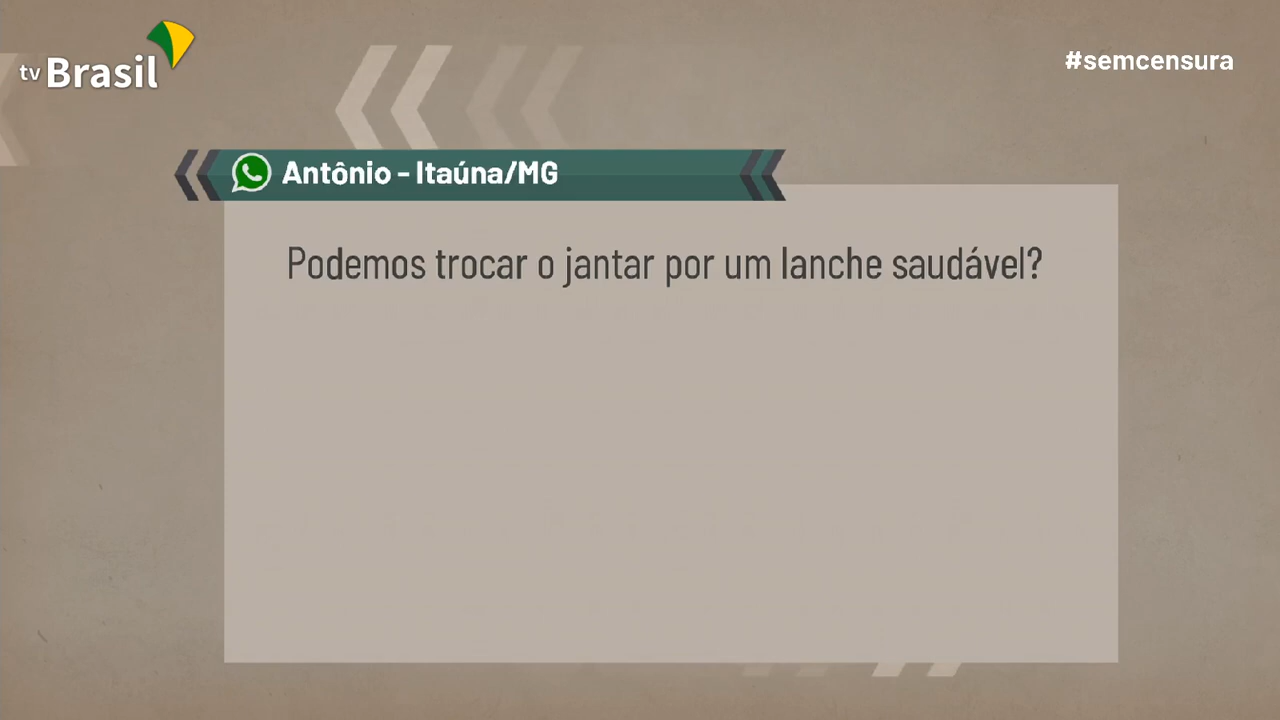 tv Brasil
#semcensura
Antônio - Itaúna/MG
Podemos trocar o jantar por um lanche saudável?